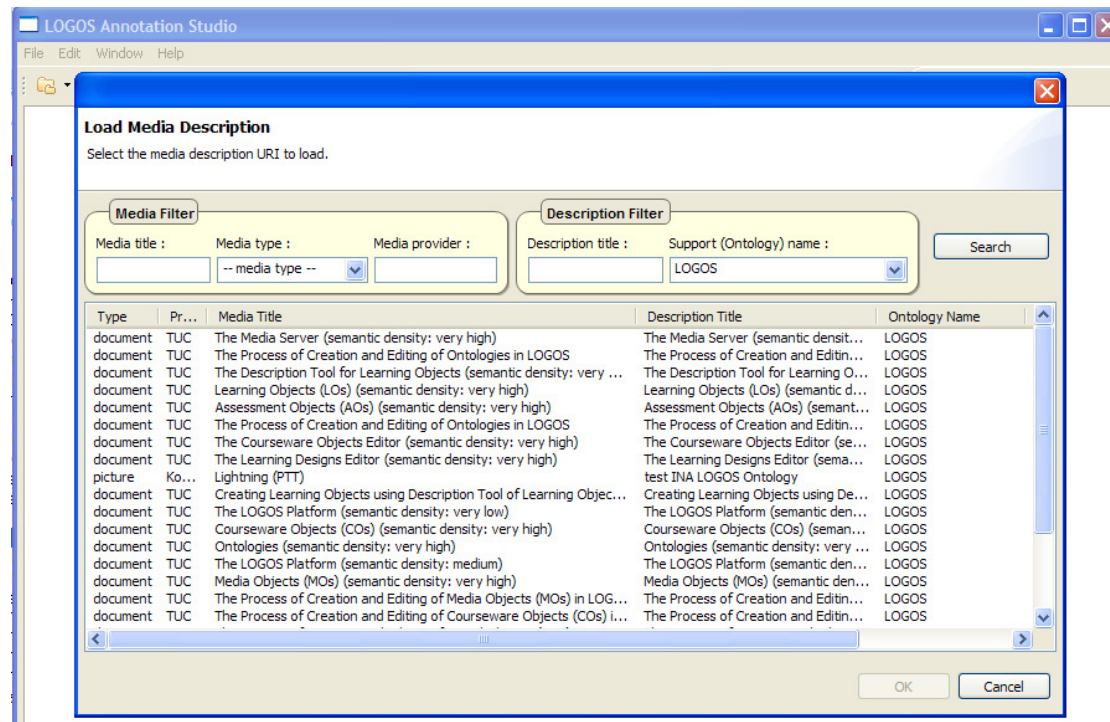 LOGOS Annotation Studio
File Edit Window Help
Load Media Description
Select the media description URI to load.
Media Filter Description Filter
Media title : Media type : Media provider : Description title : Support (Ontology) name :
-- media type -- LOGOS Search
Type Pr... Media Title Description Title Ontology Name
document TUC The Media Server (semantic density: very high) The Media Server (semantic densit... LOGOS
document TUC The Process of Creation and Editing of Ontologies in LOGOS The Process of Creation and Editin... LOGOS
document TUC The Description Tool for Learning Objects (semantic density: very ... The Description Tool for Learning O... LOGOS
document TUC Learning Objects (LOs) (semantic density: very high) Learning Objects (LOs) (semantic d... LOGOS
document TUC Assessment Objects (AOs) (semantic density: very high) Assessment Objects (AOs) (semant... LOGOS
document TUC The Process of Creation and Editing of Ontologies in LOGOS The Process of Creation and Editin... LOGOS
document TUC The Courseware Objects Editor (semantic density: very high) The Courseware Objects Editor (se... LOGOS
document TUC The Learning Designs Editor (semantic density: very high) The Learning Designs Editor (sema... LOGOS
picture Ko... Lightning (PTT) test INA LOGOS Ontology LOGOS
document TUC Creating Learning Objects using Description Tool of Learning Objec... Creating Learning Objects using De... LOGOS
document TUC The LOGOS Platform (semantic density: very low) The LOGOS Platform (semantic den... LOGOS
document TUC Courseware Objects (COs) (semantic density: very high) Courseware Objects (COs) (seman... LOGOS
document TUC Ontologies (semantic density: very high) Ontologies (semantic density: very ... LOGOS
document TUC The LOGOS Platform (semantic density: medium) The LOGOS Platform (semantic den... LOGOS
document TUC Media Objects (MOs) (semantic density: very high) Media Objects (MOs) (semantic den... LOGOS
document TUC The Process of Creation and Editing of Media Objects (MOs) in LOG... The Process of Creation and Editin... LOGOS
document TUC The Process of Creation and Editing of Courseware Objects (COs) i... The Process of Creation and Editin... LOGOS
OK Cancel